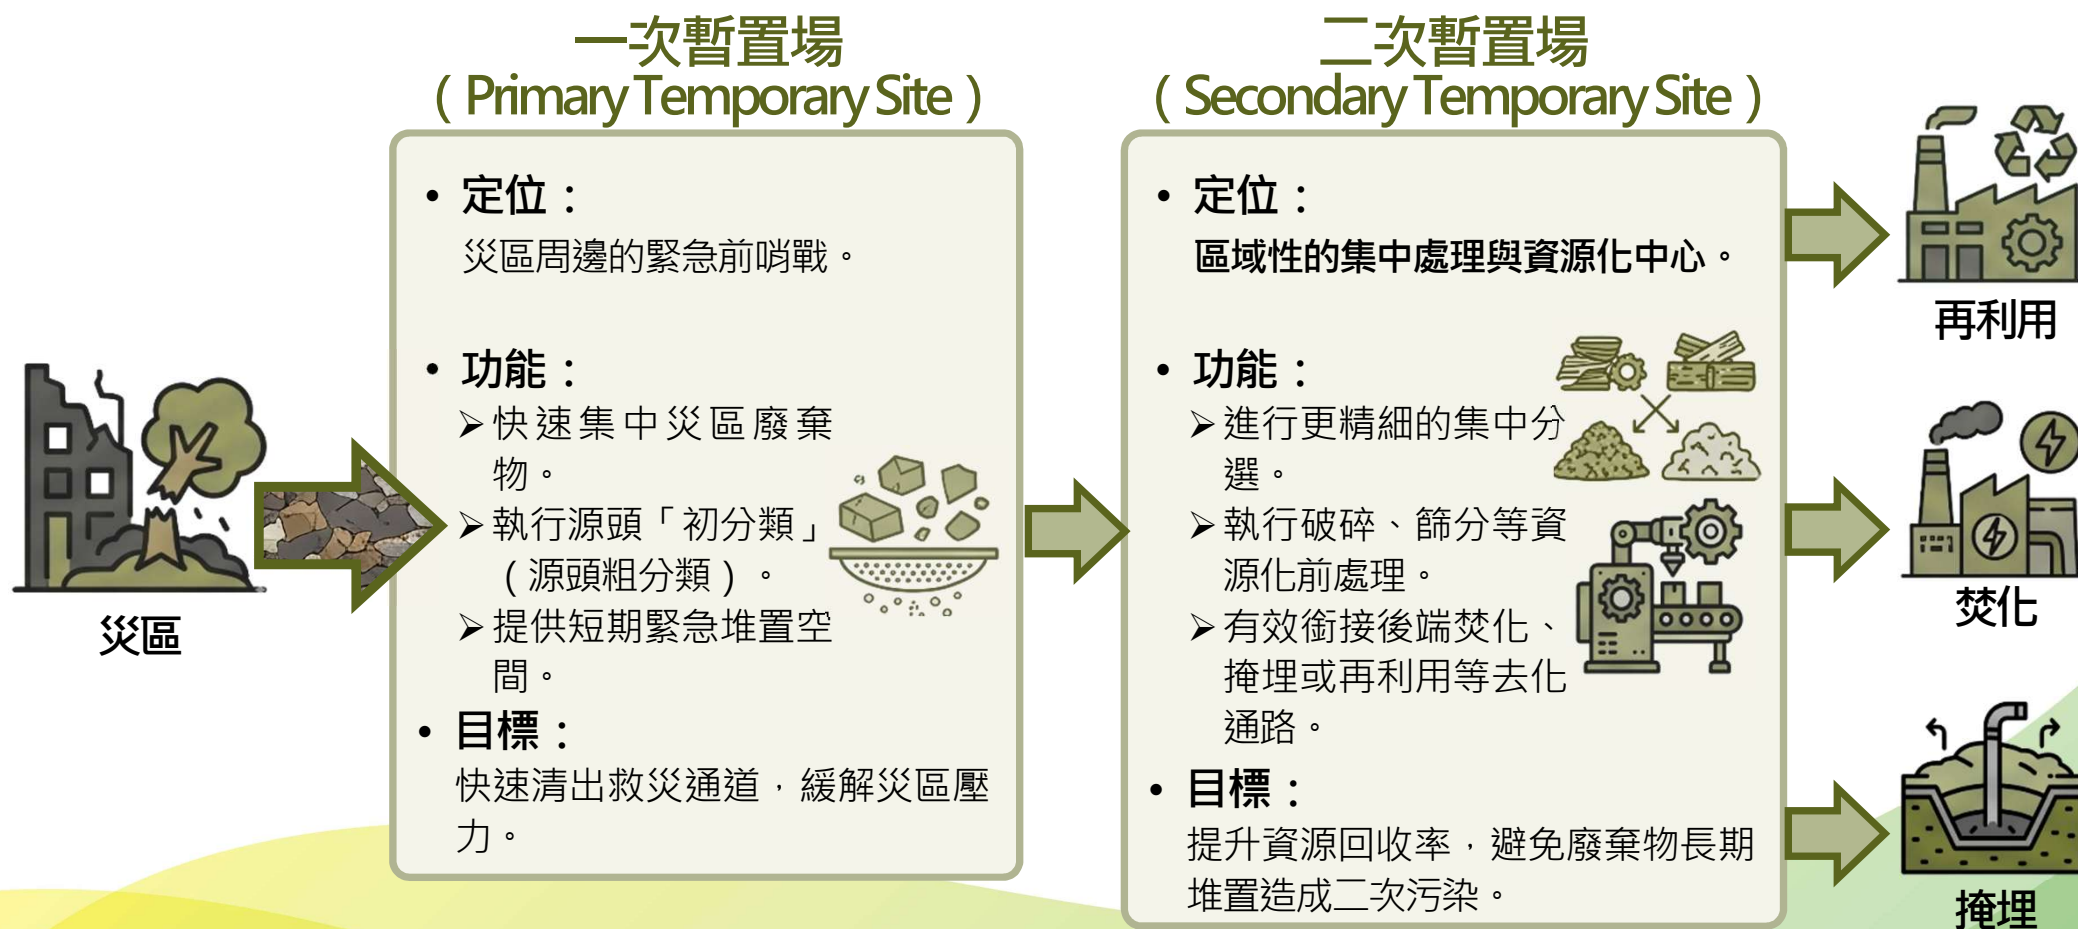 一次暫置場
（Primary Temporary Site）
• 定位：
災區周邊的緊急前哨戰。
• 功能：
➢快速集中災區廢棄
物。
➢執行源頭「初分類」
（源頭粗分類）。
➢提供短期緊急堆置空
間。
• 目標：
快速清出救災通道，緩解災區壓
力。
二次暫置場
（Secondary Temporary Site）
• 定位：
區域性的集中處理與資源化中心。
• 功能：
➢進行更精細的集中分
選。
➢執行破碎、篩分等資
源化前處理。
➢有效銜接後端焚化、
掩埋或再利用等去化
通路。
• 目標：
提升資源回收率，避免廢棄物長期
堆置造成二次污染。
災區
再利用
焚化
掩埋